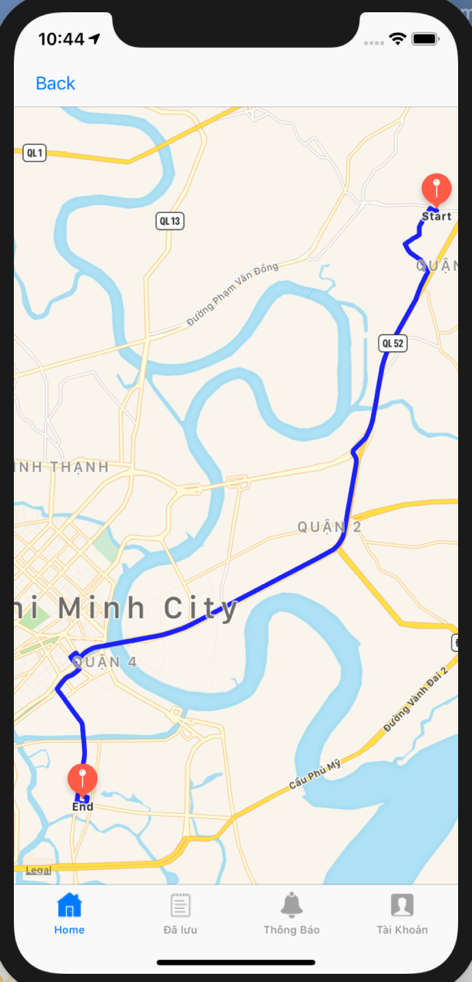 10:44
Back
QL1
QL 13
Start
QUẬN
Đường Phạm Văn Đồng
QL 52
INH THẠNH
QUẬN 2
hi Minh City
QUẬN 4
Đường Vành Đai 2
Cầu Phú Mỹ
End
Legal
Home
Đã lưu
Thông Báo
Tài Khoản